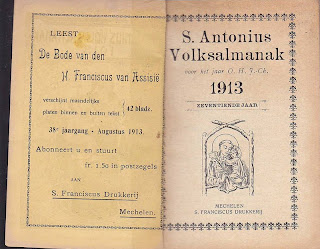 LEEST
De Bode van den
H Franciscus van Assisië
verschijnt maandelijks
platen binnen en buiten tekst
42 bladz.
38e jaargang - Augustus 1913.
Abonneert u en stuurt
fr. 1.50 in postzegels
AAN
S. Franciscus Drukkerij
Mechelen.
S. Antonius
Volksalmanak
voor het jaar O. H. J.-Ch.
1913
ZEVENTIENDE JAAR
MECHELEN
S. FRANCISCUS DRUKKERIJ